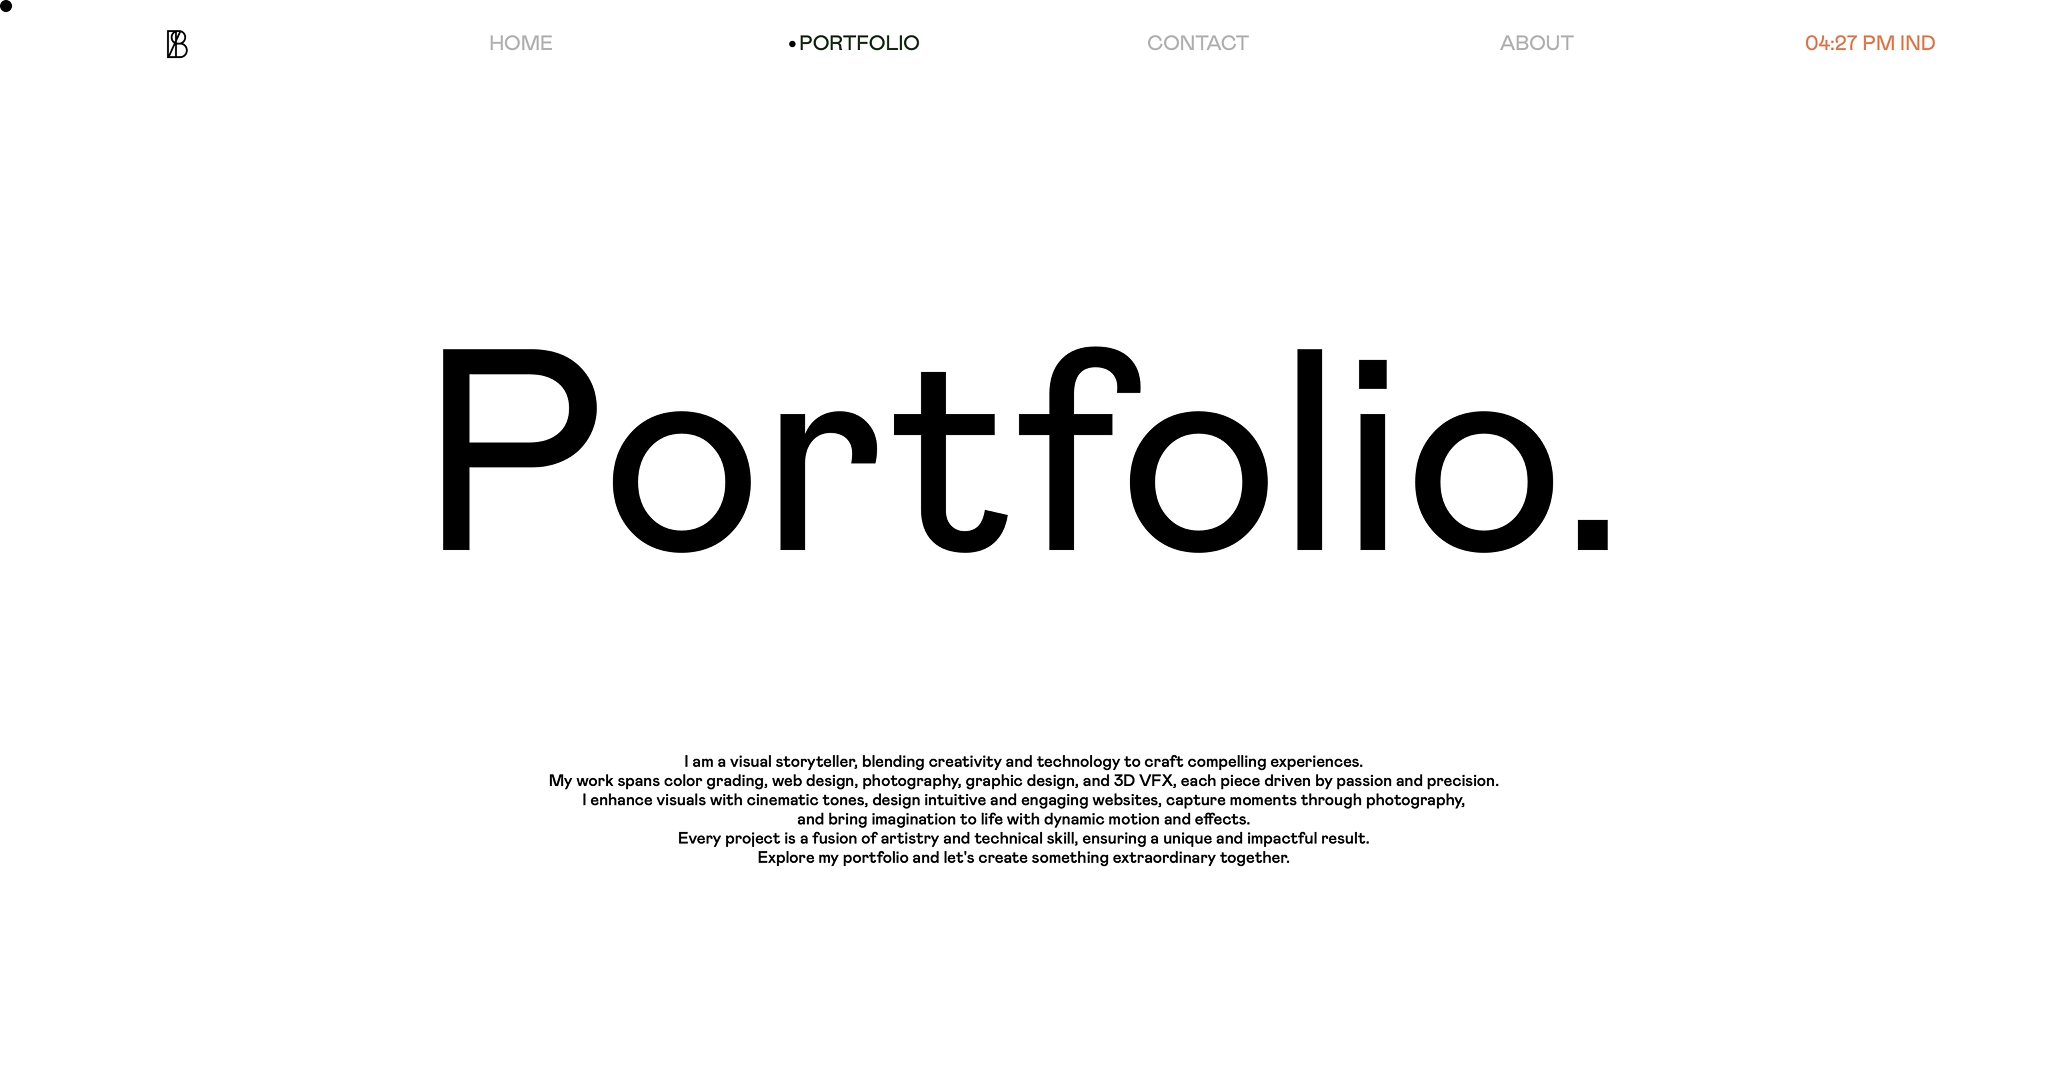 HOME
•PORTFOLIO
CONTACT
ABOUT
04:27 PM IND
Portfolio.
I am a visual storyteller, blending creativity and technology to craft compelling experiences.
My work spans color grading, web design, photography, graphic design, and 3D VFX, each piece driven by passion and precision.
I enhance visuals with cinematic tones, design intuitive and engaging websites, capture moments through photography,
and bring imagination to life with dynamic motion and effects.
Every project is a fusion of artistry and technical skill, ensuring a unique and impactful result.
Explore my portfolio and let's create something extraordinary together.